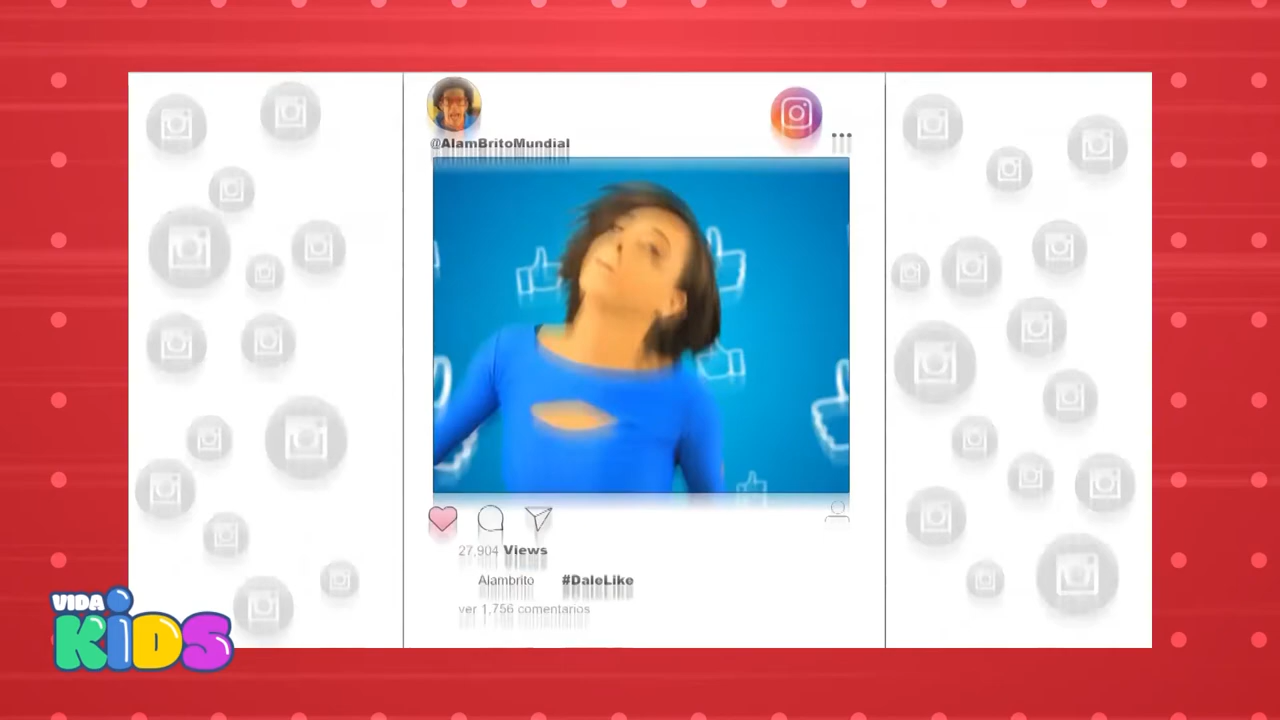 @AlamBritoMundial
27,904 Views
Alambrito #DaleLike
ver 1,756 comentarios
VIDA
KiDS